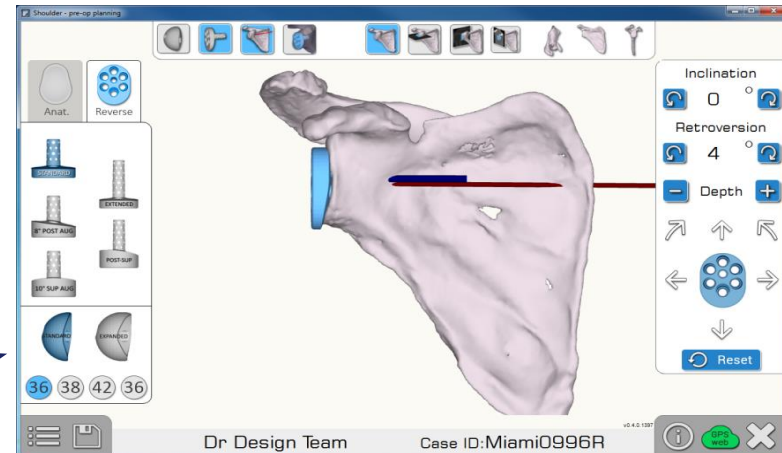 Shoulder - pre-op planning
Anat.
Reverse
STANDARD
EXTENDED
8° POST AUG
POST-SUP
10° SUP AUG
STANDARD
EXPANDED
36 38 42 36
Inclination
0 °
Retroversion
4 °
Depth
Reset
v0.4.0.1397
Dr Design Team
Case ID:Miami0996R
i
GPS
web